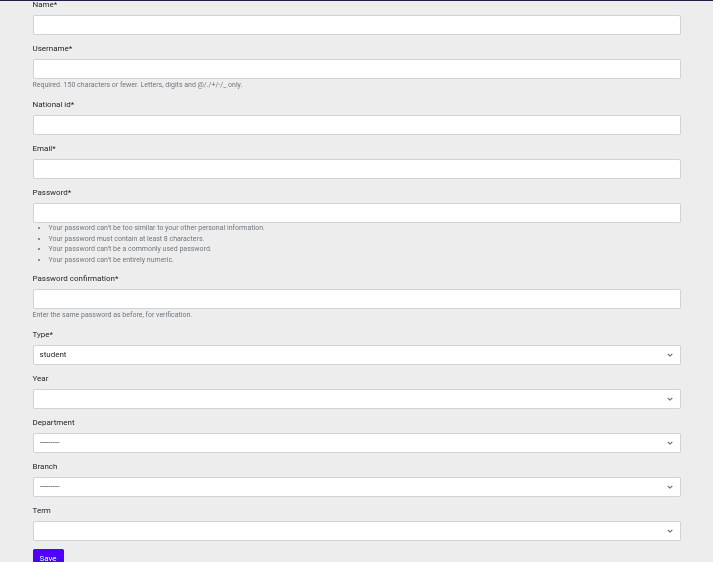 Name*
Username*
Required. 150 characters or fewer. Letters, digits and @/./+/-/_ only.
National id*
Email*
Password*
• Your password can't be too similar to your other personal information.
• Your password must contain at least 8 characters.
• Your password can't be a commonly used password.
• Your password can't be entirely numeric.
Password confirmation*
Enter the same password as before, for verification.
Type*
student
Year
Department
---------
Branch
---------
Term
Save